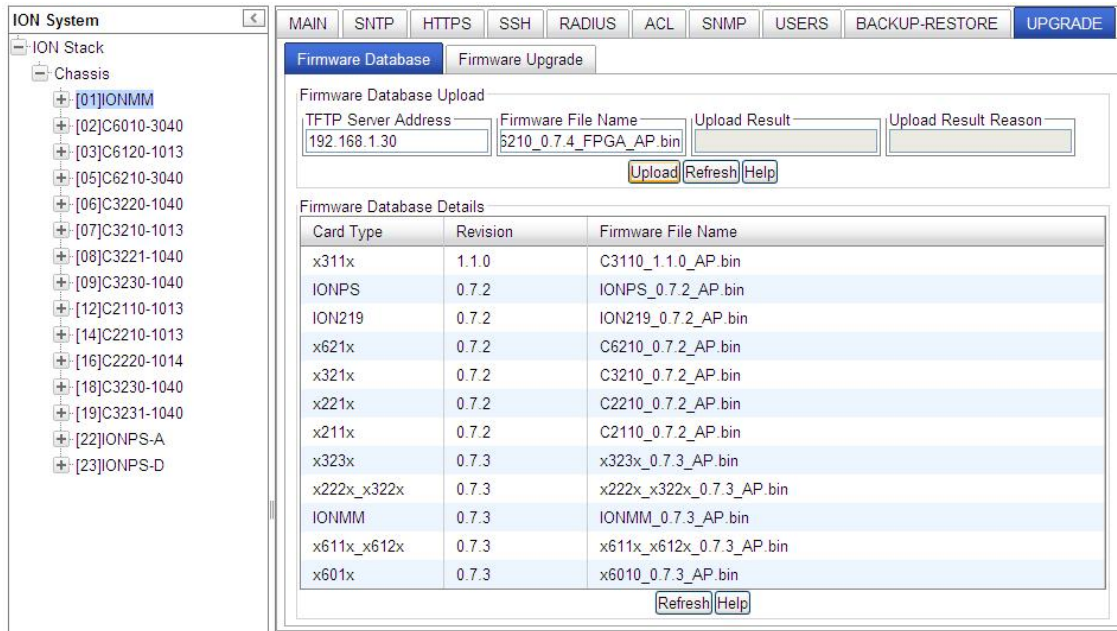 ION System
ION Stack
Chassis
[01]IONMM
[02]C6010-3040
[03]C6120-1013
[05]C6210-3040
[06]C3220-1040
[07]C3210-1013
[08]C3221-1040
[09]C3230-1040
[12]C2110-1013
[14]C2210-1013
[16]C2220-1014
[18]C3230-1040
[19]C3231-1040
[22]IONPS-A
[23]IONPS-D
MAIN SNTP HTTPS SSH RADIUS ACL SNMP USERS BACKUP-RESTORE UPGRADE
Firmware Database Firmware Upgrade
Firmware Database Upload
TFTP Server Address Firmware File Name Upload Result Upload Result Reason
192.168.1.30 6210_0.7.4_FPGA_AP.bin
Upload Refresh Help
Firmware Database Details
Card Type Revision Firmware File Name
x311x 1.1.0 C3110_1.1.0_AP.bin
IONPS 0.7.2 IONPS_0.7.2_AP.bin
ION219 0.7.2 ION219_0.7.2_AP.bin
x621x 0.7.2 C6210_0.7.2_AP.bin
x321x 0.7.2 C3210_0.7.2_AP.bin
x221x 0.7.2 C2210_0.7.2_AP.bin
x211x 0.7.2 C2110_0.7.2_AP.bin
x323x 0.7.3 x323x_0.7.3_AP.bin
x222x_x322x 0.7.3 x222x_x322x_0.7.3_AP.bin
IONMM 0.7.3 IONMM_0.7.3_AP.bin
x611x_x612x 0.7.3 x611x_x612x_0.7.3_AP.bin
x601x 0.7.3 x6010_0.7.3_AP.bin
Refresh Help